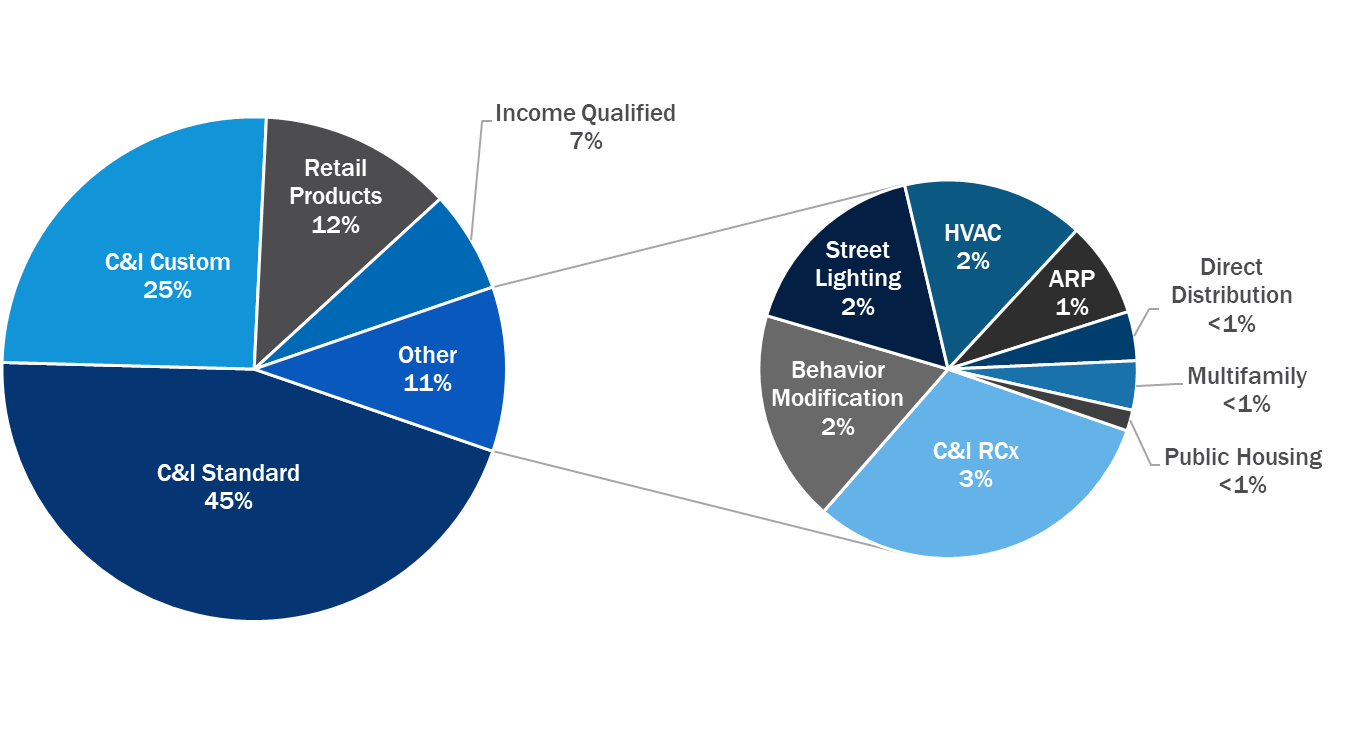 Income Qualified
7%
Retail
Products
12%
C&I Custom
25%
Other
11%
C&I Standard
45%
HVAC
2%
Street
Lighting
2%
ARP
1%
Direct
Distribution
<1%
Behavior
Modification
2%
Multifamily
<1%
C&I RCx
3%
Public Housing
<1%